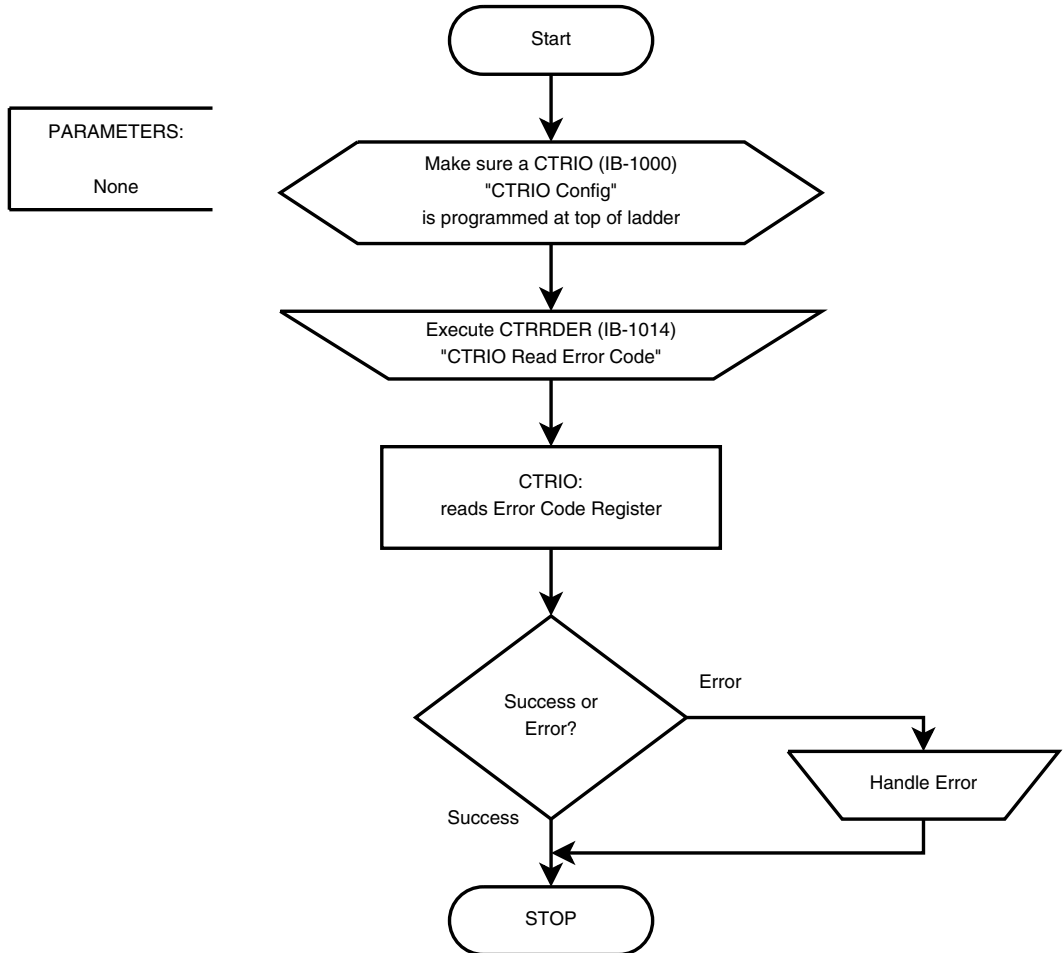 Start
PARAMETERS:
None
Make sure a CTRIO (IB-1000)
"CTRIO Config"
is programmed at top of ladder
Execute CTRRDER (IB-1014)
"CTRIO Read Error Code"
CTRIO:
reads Error Code Register
Success or
Error?
Error
Handle Error
Success
STOP